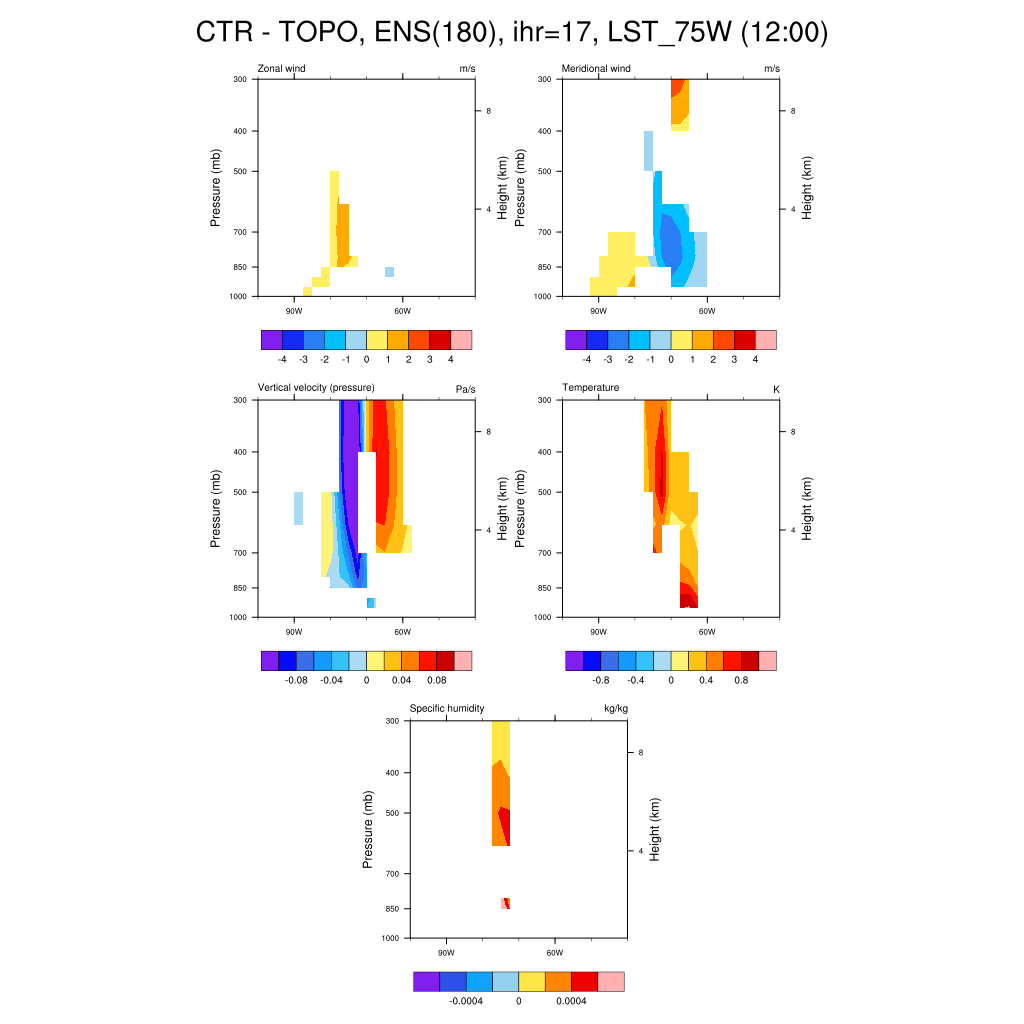 CTR - TOPO, ENS(180), ihr=17, LST_75W (12:00)
Zonal wind m/s
Pressure (mb)
300
400
500
700
850
1000
8
4
Height (km)
90W 60W
-4 -3 -2 -1 0 1 2 3 4
Meridional wind m/s
Pressure (mb)
300
400
500
700
850
1000
8
4
Height (km)
90W 60W
-4 -3 -2 -1 0 1 2 3 4
Vertical velocity (pressure) Pa/s
Pressure (mb)
300
400
500
700
850
1000
8
4
Height (km)
90W 60W
-0.08 -0.04 0 0.04 0.08
Temperature K
Pressure (mb)
300
400
500
700
850
1000
8
4
Height (km)
90W 60W
-0.8 -0.4 0 0.4 0.8
Specific humidity kg/kg
Pressure (mb)
300
400
500
700
850
1000
8
4
Height (km)
90W 60W
-0.0004 0 0.0004